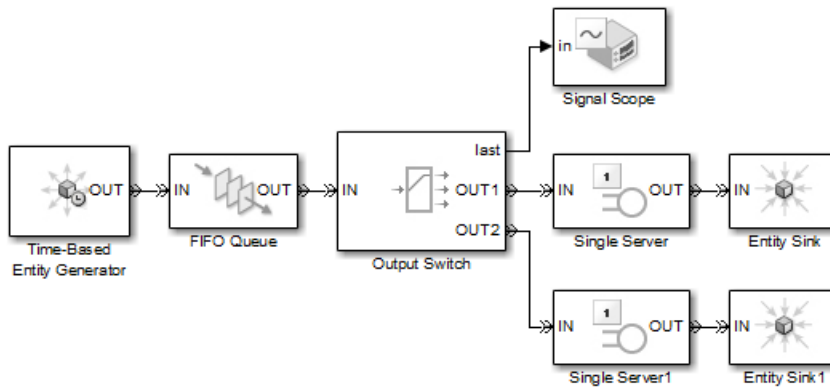 in
Signal Scope
last
OUT
IN
OUT
IN
OUT1
IN
OUT
IN
1
OUT2
Time-Based
Entity Generator
FIFO Queue
Output Switch
Single Server
Entity Sink
1
IN
OUT
IN
Single Server1
Entity Sink1